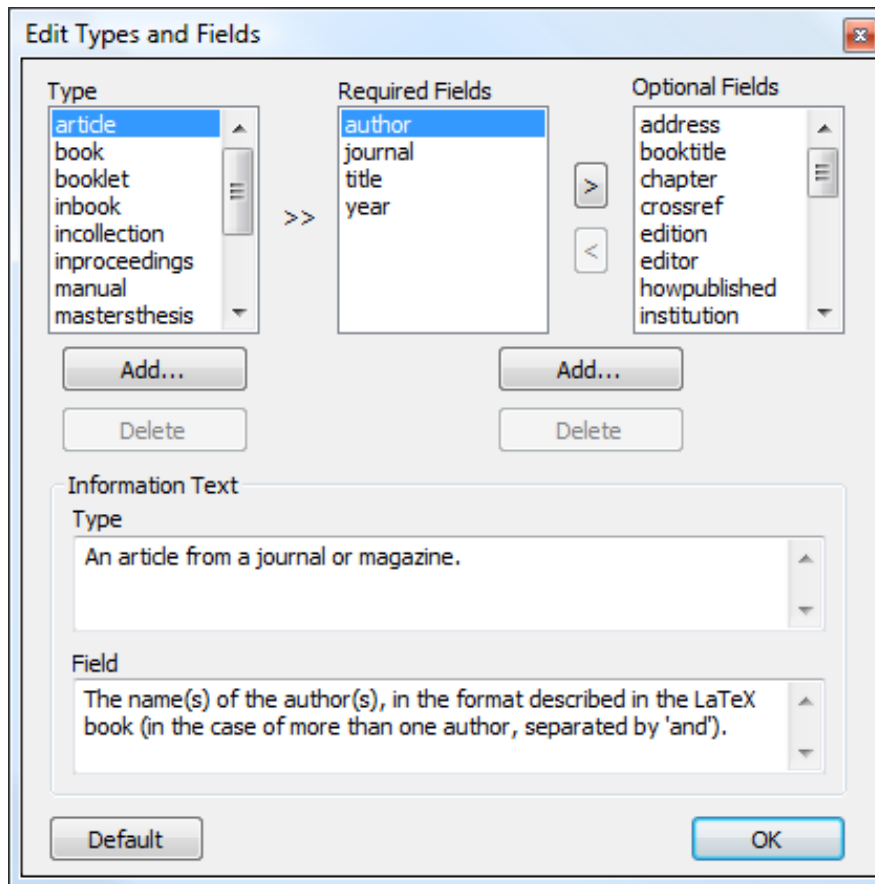 Edit Types and Fields
Type
article
book
booklet
inbook
incollection
inproceedings
manual
mastersthesis
>>
Required Fields
author
journal
title
year
>
<
Optional Fields
address
booktitle
chapter
crossref
edition
editor
howpublished
institution
Add...
Delete
Add...
Delete
Information Text
Type
An article from a journal or magazine.
Field
The name(s) of the author(s), in the format described in the LaTeX
book (in the case of more than one author, separated by 'and').
Default
OK